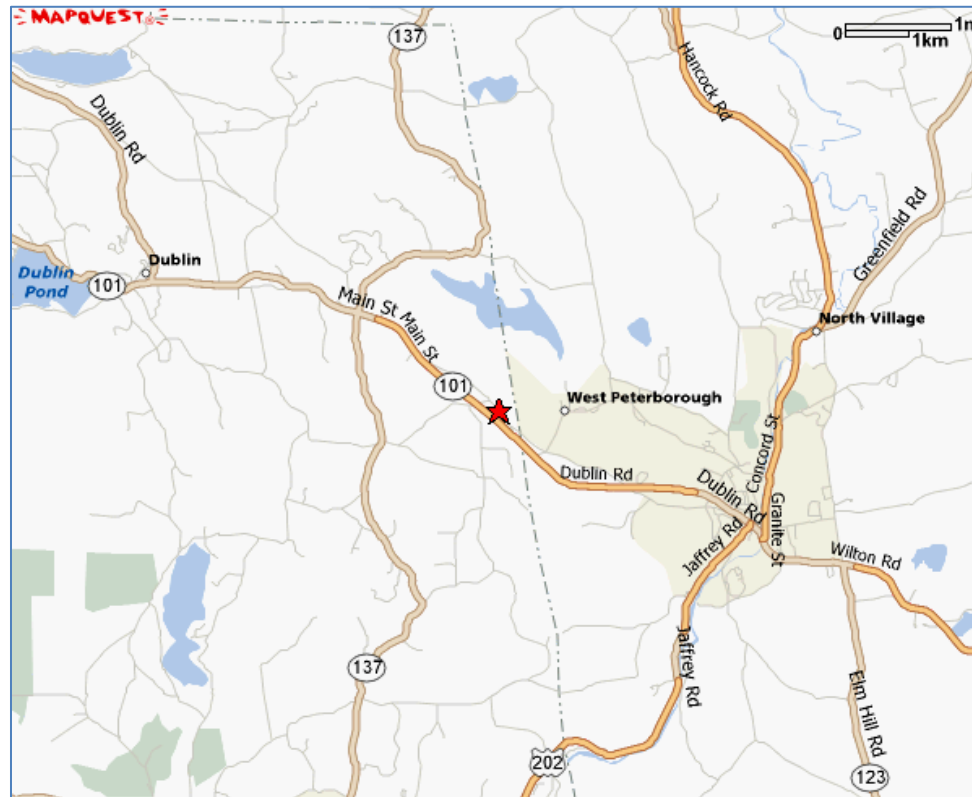 MAPQUEST
137
0
1m
1km
Hancock Rd
Dublin Rd
Greenfield Rd
Dublin
Dublin
Pond
101
Main St
Main St
North Village
101
West Peterborough
Concord St
Dublin Rd
Dublin Rd
Granite St
Jaffrey Rd
Wilton Rd
Jaffrey Rd
137
Elm Hill Rd
202
123